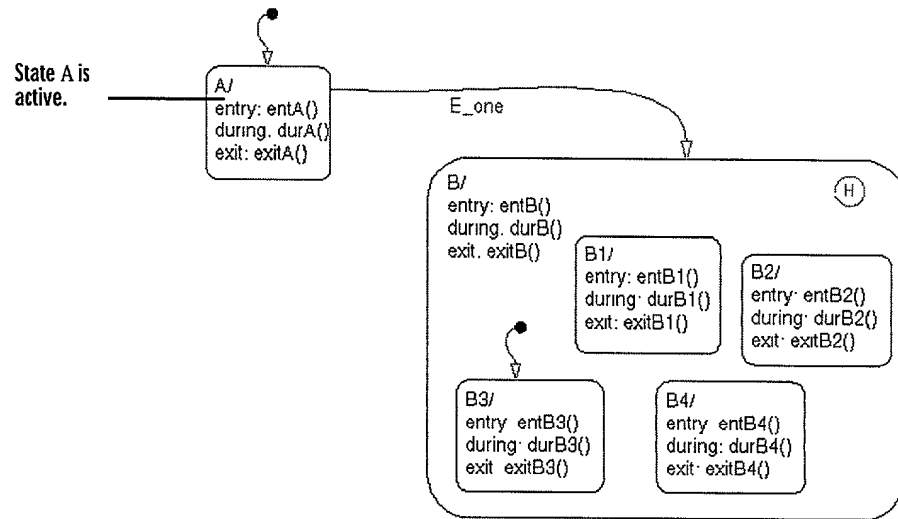 State A is
active.
A/
entry: entA()
during. durA()
exit: exitA()
E_one
B/
entry: entB()
during. durB()
exit. exitB()
H
B1/
entry: entB1()
during· durB1()
exit: exitB1()
B2/
entry· entB2()
during· durB2()
exit· exitB2()
B3/
entry entB3()
during· durB3()
exit exitB3()
B4/
entry entB4()
during: durB4()
exit· exitB4()